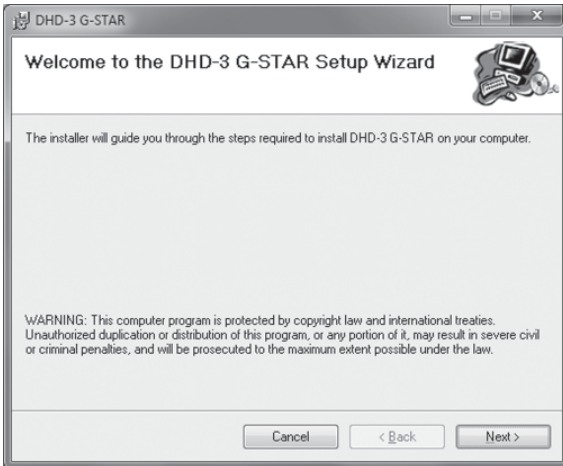 DHD-3 G-STAR
Welcome to the DHD-3 G-STAR Setup Wizard
The installer will guide you through the steps required to install DHD-3 G-STAR on your computer.
WARNING: This computer program is protected by copyright law and international treaties.
Unauthorized duplication or distribution of this program, or any portion of it, may result in severe civil
or criminal penalties, and will be prosecuted to the maximum extent possible under the law.
Cancel
< Back
Next >